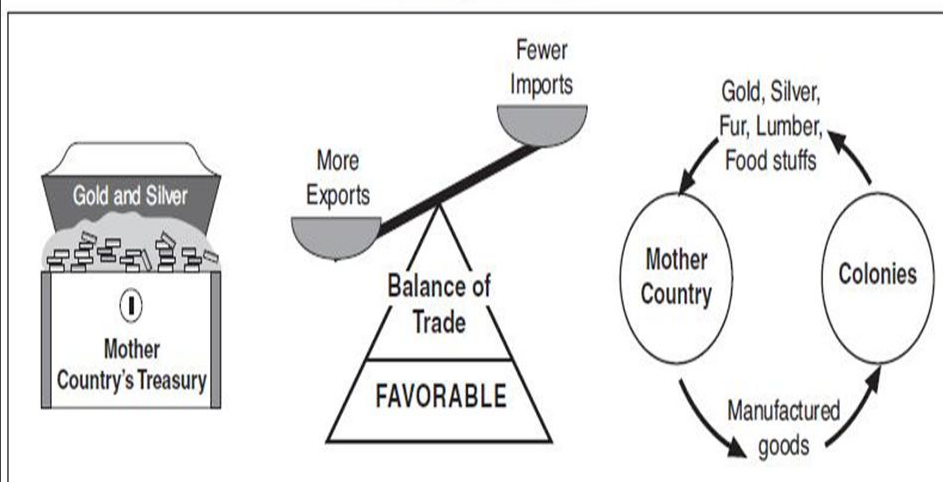 Gold and Silver
Mother
Country's Treasury
More
Exports
Fewer
Imports
Balance of
Trade
FAVORABLE
Gold, Silver,
Fur, Lumber,
Food stuffs
Mother
Country
Colonies
Manufactured
goods